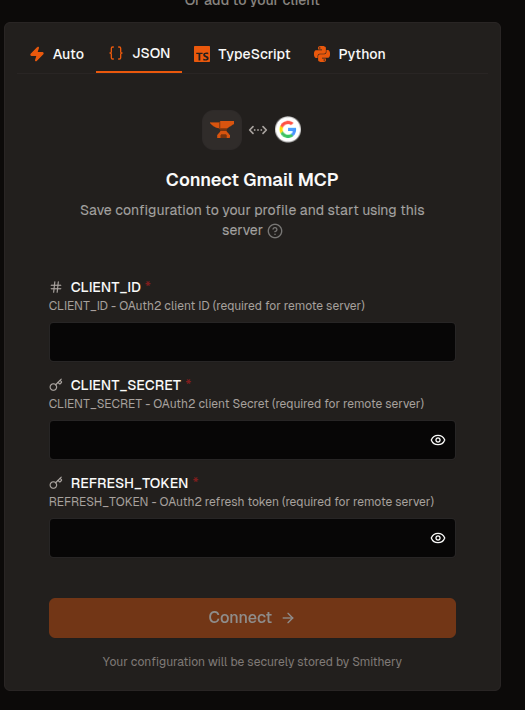 Or add to your client
Auto
JSON
TypeScript
Python
Connect Gmail MCP
Save configuration to your profile and start using this
server
CLIENT_ID *
CLIENT_ID - OAuth2 client ID (required for remote server)
CLIENT_SECRET *
CLIENT_SECRET - OAuth2 client Secret (required for remote server)
REFRESH_TOKEN *
REFRESH_TOKEN - OAuth2 refresh token (required for remote server)
Connect →
Your configuration will be securely stored by Smithery